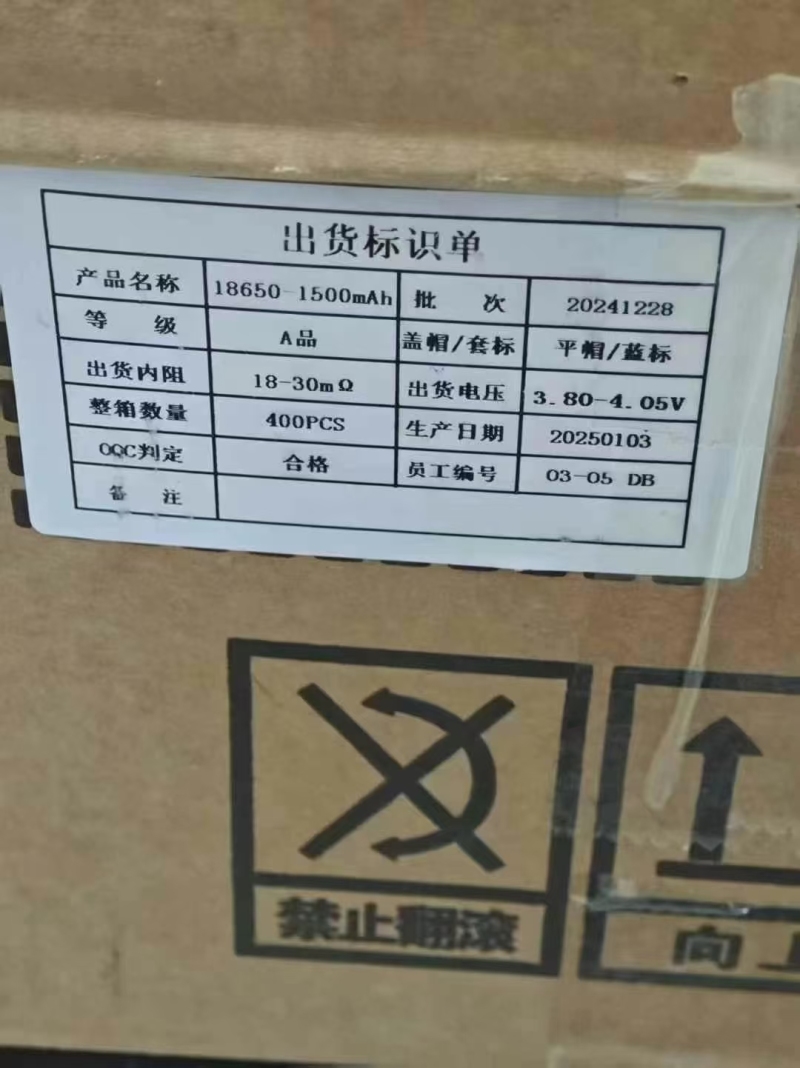 出货标识单
产品名称 18650-1500mAh 批 次 20241228
等 级 A品 盖帽/套标 平帽/蓝标
出货内阻 18-30mΩ 出货电压 3.80-4.05V
整箱数量 400PCS 生产日期 20250103
OQC判定 合格 员工编号 03-05 DB
备 注
禁止翻滚
向上